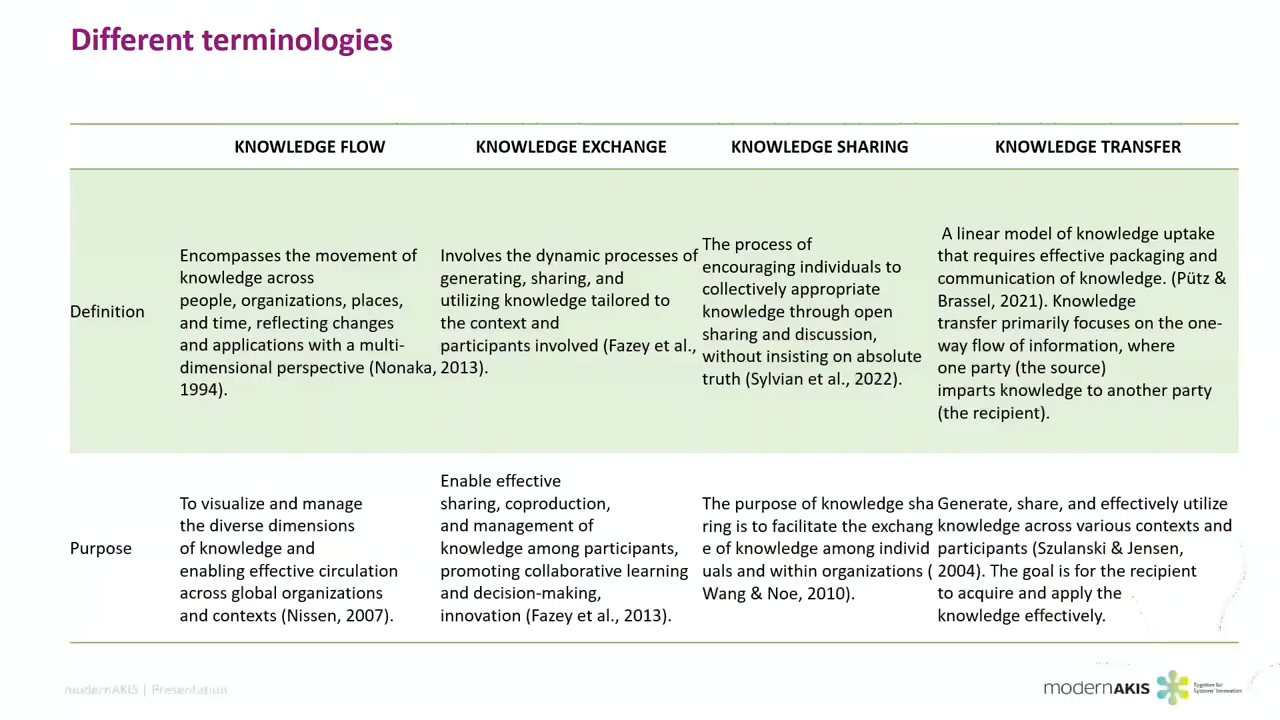 Different terminologies
KNOWLEDGE FLOW
KNOWLEDGE EXCHANGE
KNOWLEDGE SHARING
KNOWLEDGE TRANSFER
Definition
Encompasses the movement of
knowledge across
people, organizations, places,
and time, reflecting changes
and applications with a multi-
dimensional perspective (Nonaka,
1994).
Involves the dynamic processes of
generating, sharing, and
utilizing knowledge tailored to
the context and
participants involved (Fazey et al.,
2013).
The process of
encouraging individuals to
collectively appropriate
knowledge through open
sharing and discussion,
without insisting on absolute
truth (Sylvian et al., 2022).
A linear model of knowledge uptake
that requires effective packaging and
communication of knowledge. (Pütz &
Brassel, 2021). Knowledge
transfer primarily focuses on the one-
way flow of information, where
one party (the source)
imparts knowledge to another party
(the recipient).
Purpose
To visualize and manage
the diverse dimensions
of knowledge and
enabling effective circulation
across global organizations
and contexts (Nissen, 2007).
Enable effective
sharing, coproduction,
and management of
knowledge among participants,
promoting collaborative learning
and decision-making,
innovation (Fazey et al., 2013).
The purpose of knowledge sha
ring is to facilitate the exchang
e of knowledge among individ
uals and within organizations (
Wang & Noe, 2010).
Generate, share, and effectively utilize
knowledge across various contexts and
participants (Szulanski & Jensen,
2004). The goal is for the recipient
to acquire and apply the
knowledge effectively.
modernAKIS | Presentation
modernAKIS
Together for
Systems' Innovation